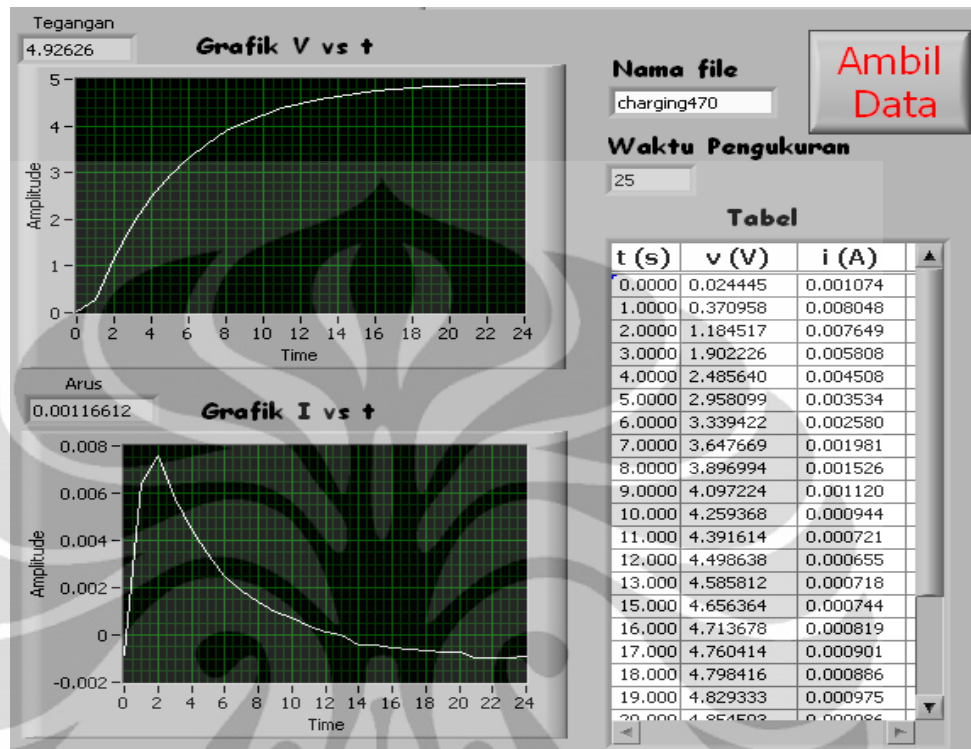 Tegangan
4.92626
Grafik V vs t
5
4
3
2
1
0
Amplitude
0 2 4 6 8 10 12 14 16 18 20 22 24
Time
Arus
0.00116612
Grafik I vs t
0.008
0.006
0.004
0.002
0
-0.002
Amplitude
0 2 4 6 8 10 12 14 16 18 20 22 24
Time
Nama file
charging470
Ambil
Data
Waktu Pengukuran
25
Tabel
t (s) v (V) i (A)
0.0000 0.024445 0.001074
1.0000 0.370958 0.008048
2.0000 1.184517 0.007649
3.0000 1.902226 0.005808
4.0000 2.485640 0.004508
5.0000 2.958099 0.003534
6.0000 3.339422 0.002580
7.0000 3.647669 0.001981
8.0000 3.896994 0.001526
9.0000 4.097224 0.001120
10.000 4.259368 0.000944
11.000 4.391614 0.000721
12.000 4.498638 0.000655
13.000 4.585812 0.000718
15.000 4.656364 0.000744
16.000 4.713678 0.000819
17.000 4.760414 0.000901
18.000 4.798416 0.000886
19.000 4.829333 0.000975
20.000